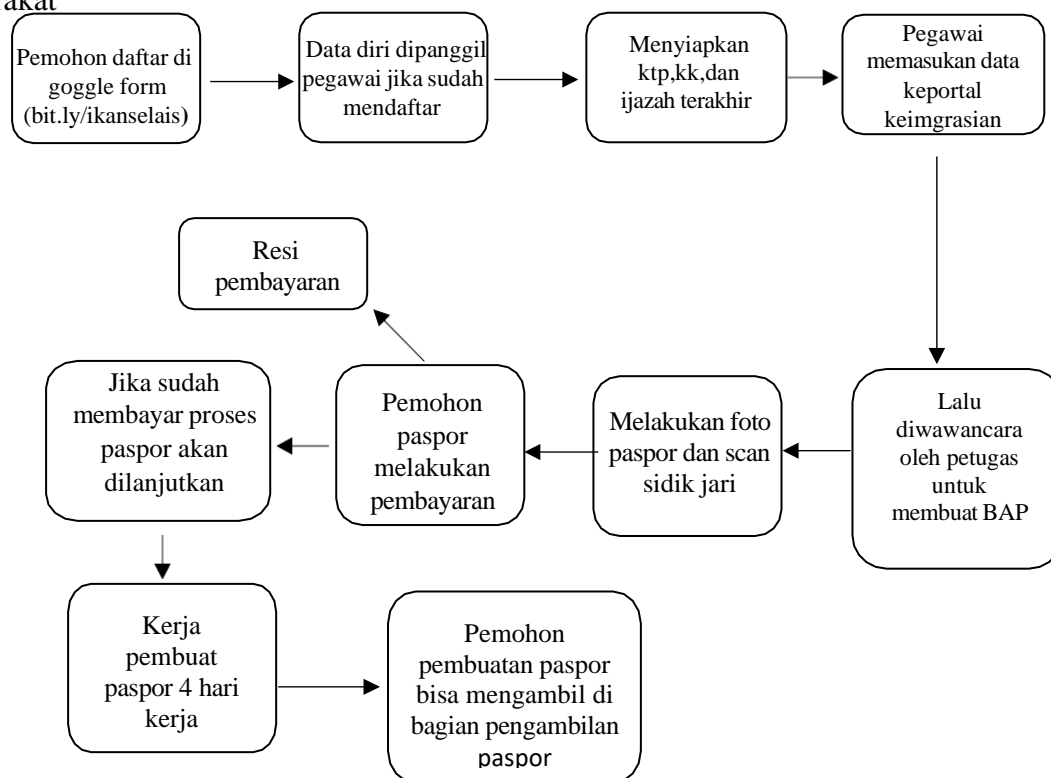 Pemohon daftar di
goggle form
(bit.ly/ikanselais)
Data diri dipanggil
pegawai jika sudah
mendaftar
Menyiapkan
ktp,kk,dan
ijazah terakhir
Pegawai
memasukan data
keportal
keimgrasian
Resi
pembayaran
Jika sudah
membayar proses
paspor akan
dilanjutkan
Pemohon
paspor
melakukan
pembayaran
Melakukan foto
paspor dan scan
sidik jari
Lalu
diwawancara
oleh petugas
untuk
membuat BAP
Kerja
pembuat
paspor 4 hari
kerja
Pemohon
pembuatan paspor
bisa mengambil di
bagian pengambilan
paspor